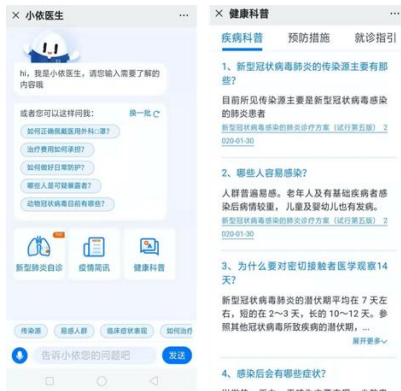 小依医生
hi，我是小依医生，请您输入需要了解的
内容哦
或者您可以这样问我：
换一批
如何正确佩戴医用外科口罩？
治疗费用如何承担？
如何做好日常防护？
哪些人是可疑暴露者？
动物冠状病毒目前有哪些？
新型肺炎自诊
疫情简讯
健康科普
传染源
易感人群
临床症状表现
如何治疗
告诉小依您的问题吧
发送
健康科普
疾病科普
预防措施
就诊指引
1、新型冠状病毒肺炎的传染源主要有那
些？
目前所见传染源主要是新型冠状病毒感染
的肺炎患者
新型冠状病毒感染的肺炎诊疗方案（试行第五版） 2
020-01-30
2、哪些人容易感染？
人群普遍易感。老年人及有基础疾病者感
染后病情较重， 儿童及婴幼儿也有发病。
新型冠状病毒感染的肺炎诊疗方案（试行第五版） 2
020-01-30
3、为什么要对密切接触者医学观察14
天？
新型冠状病毒肺炎的潜伏期平均在 7 天左
右，短的在 2～3 天，长的 10～12 天。参
照其他冠状病毒所致疾病的潜伏期，...
展开更多
4、感染后会有哪些症状？